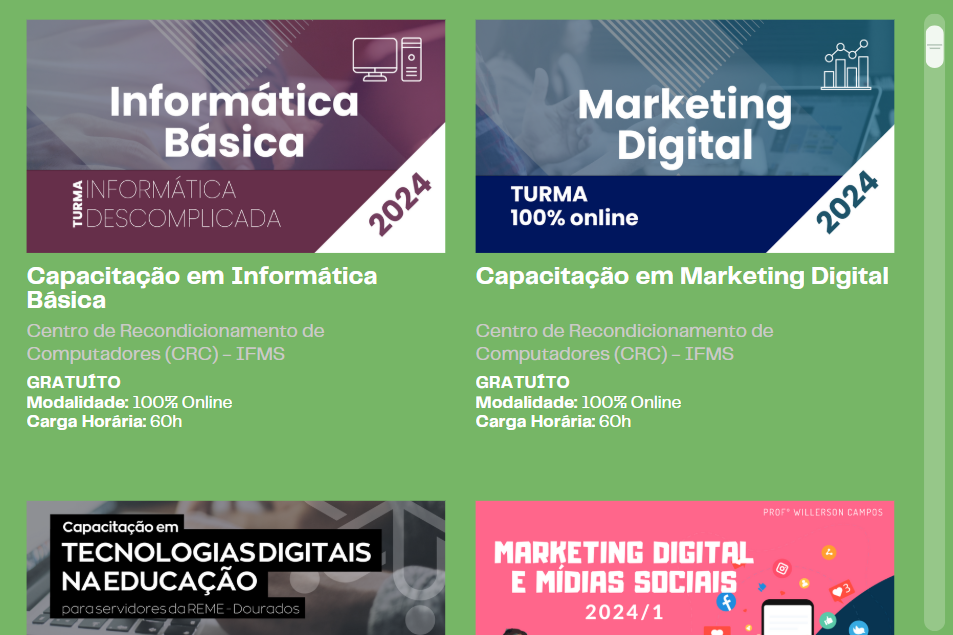 Informática
Básica
TURMA
INFORMÁTICA
DESCOMPLICADA
2024
Capacitação em Informática
Básica
Centro de Recondicionamento de
Computadores (CRC) – IFMS
GRATUÍTO
Modalidade: 100% Online
Carga Horária: 60h
Marketing
Digital
TURMA
100% online
2024
Capacitação em Marketing Digital
Centro de Recondicionamento de
Computadores (CRC) – IFMS
GRATUÍTO
Modalidade: 100% Online
Carga Horária: 60h
Capacitação em
TECNOLOGIAS DIGITAIS
NA EDUCAÇÃO
para servidores da REME - Dourados
PROFº WILLERSON CAMPOS
MARKETING DIGITAL
E MÍDIAS SOCIAIS
2024/1
3